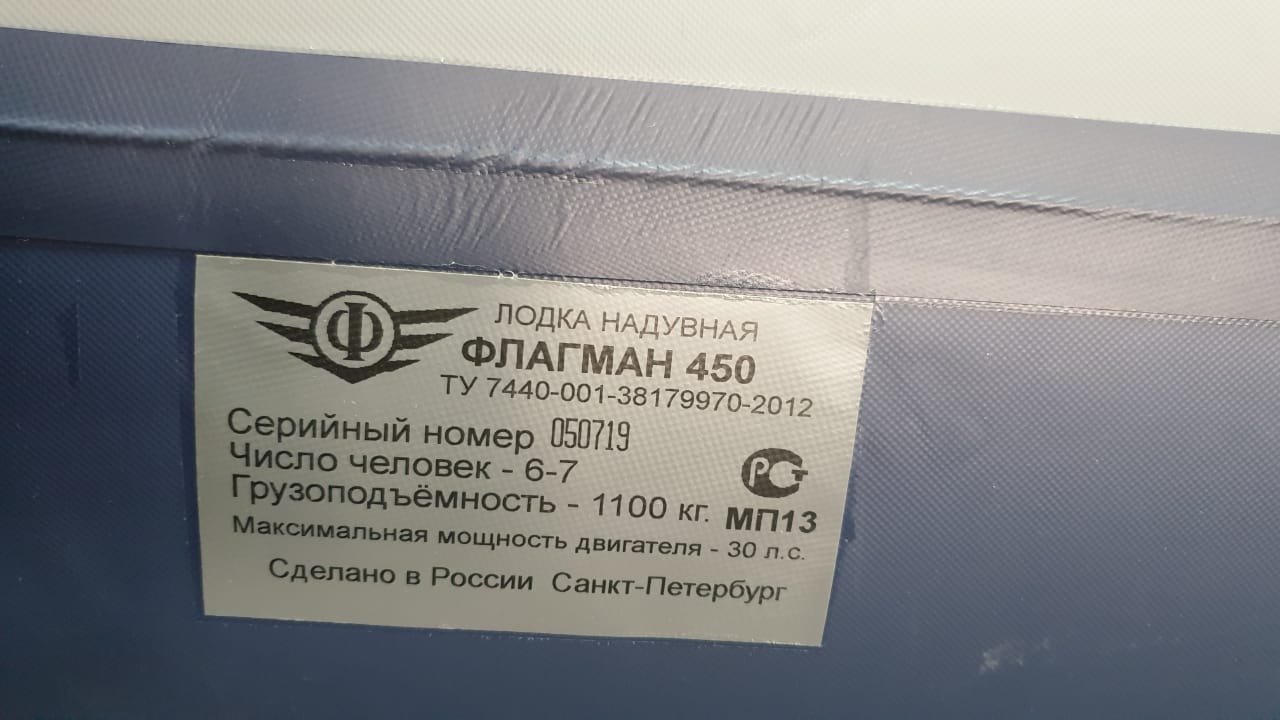 Ф
ЛОДКА НАДУВНАЯ
ФЛАГМАН 450
ТУ 7440-001-38179970-2012
Серийный номер 050719
Число человек - 6-7
Грузоподъёмность - 1100 кг.
РСТ
МП13
Максимальная мощность двигателя - 30 л.с.
Сделано в России Санкт-Петербург